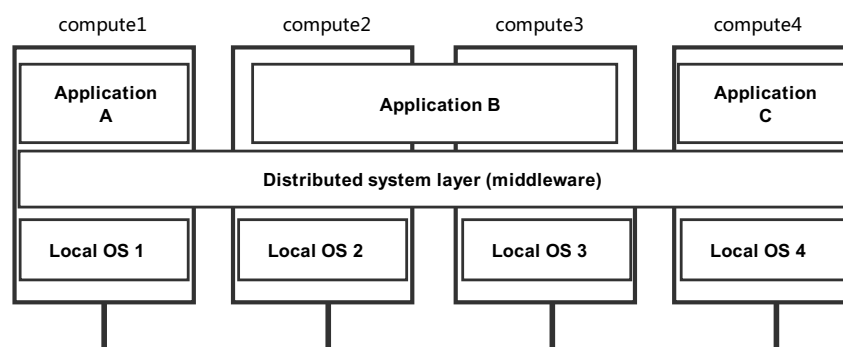 compute1 compute2 compute3 compute4
Application
A
Application B
Application
C
Distributed system layer (middleware)
Local OS 1 Local OS 2 Local OS 3 Local OS 4